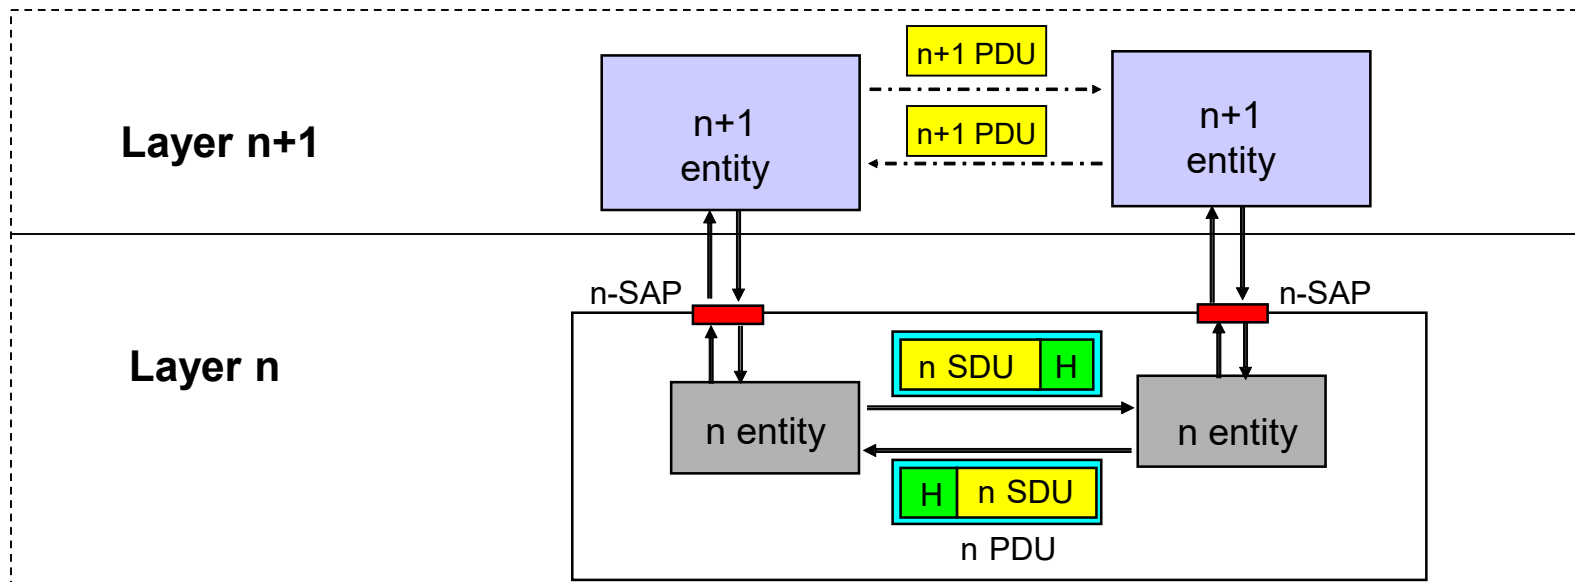 n+1 PDU
n+1
entity
n+1
entity
Layer n+1
n+1 PDU
n-SAP
n-SAP
Layer n
n SDU H
n entity
n entity
H n SDU
n PDU